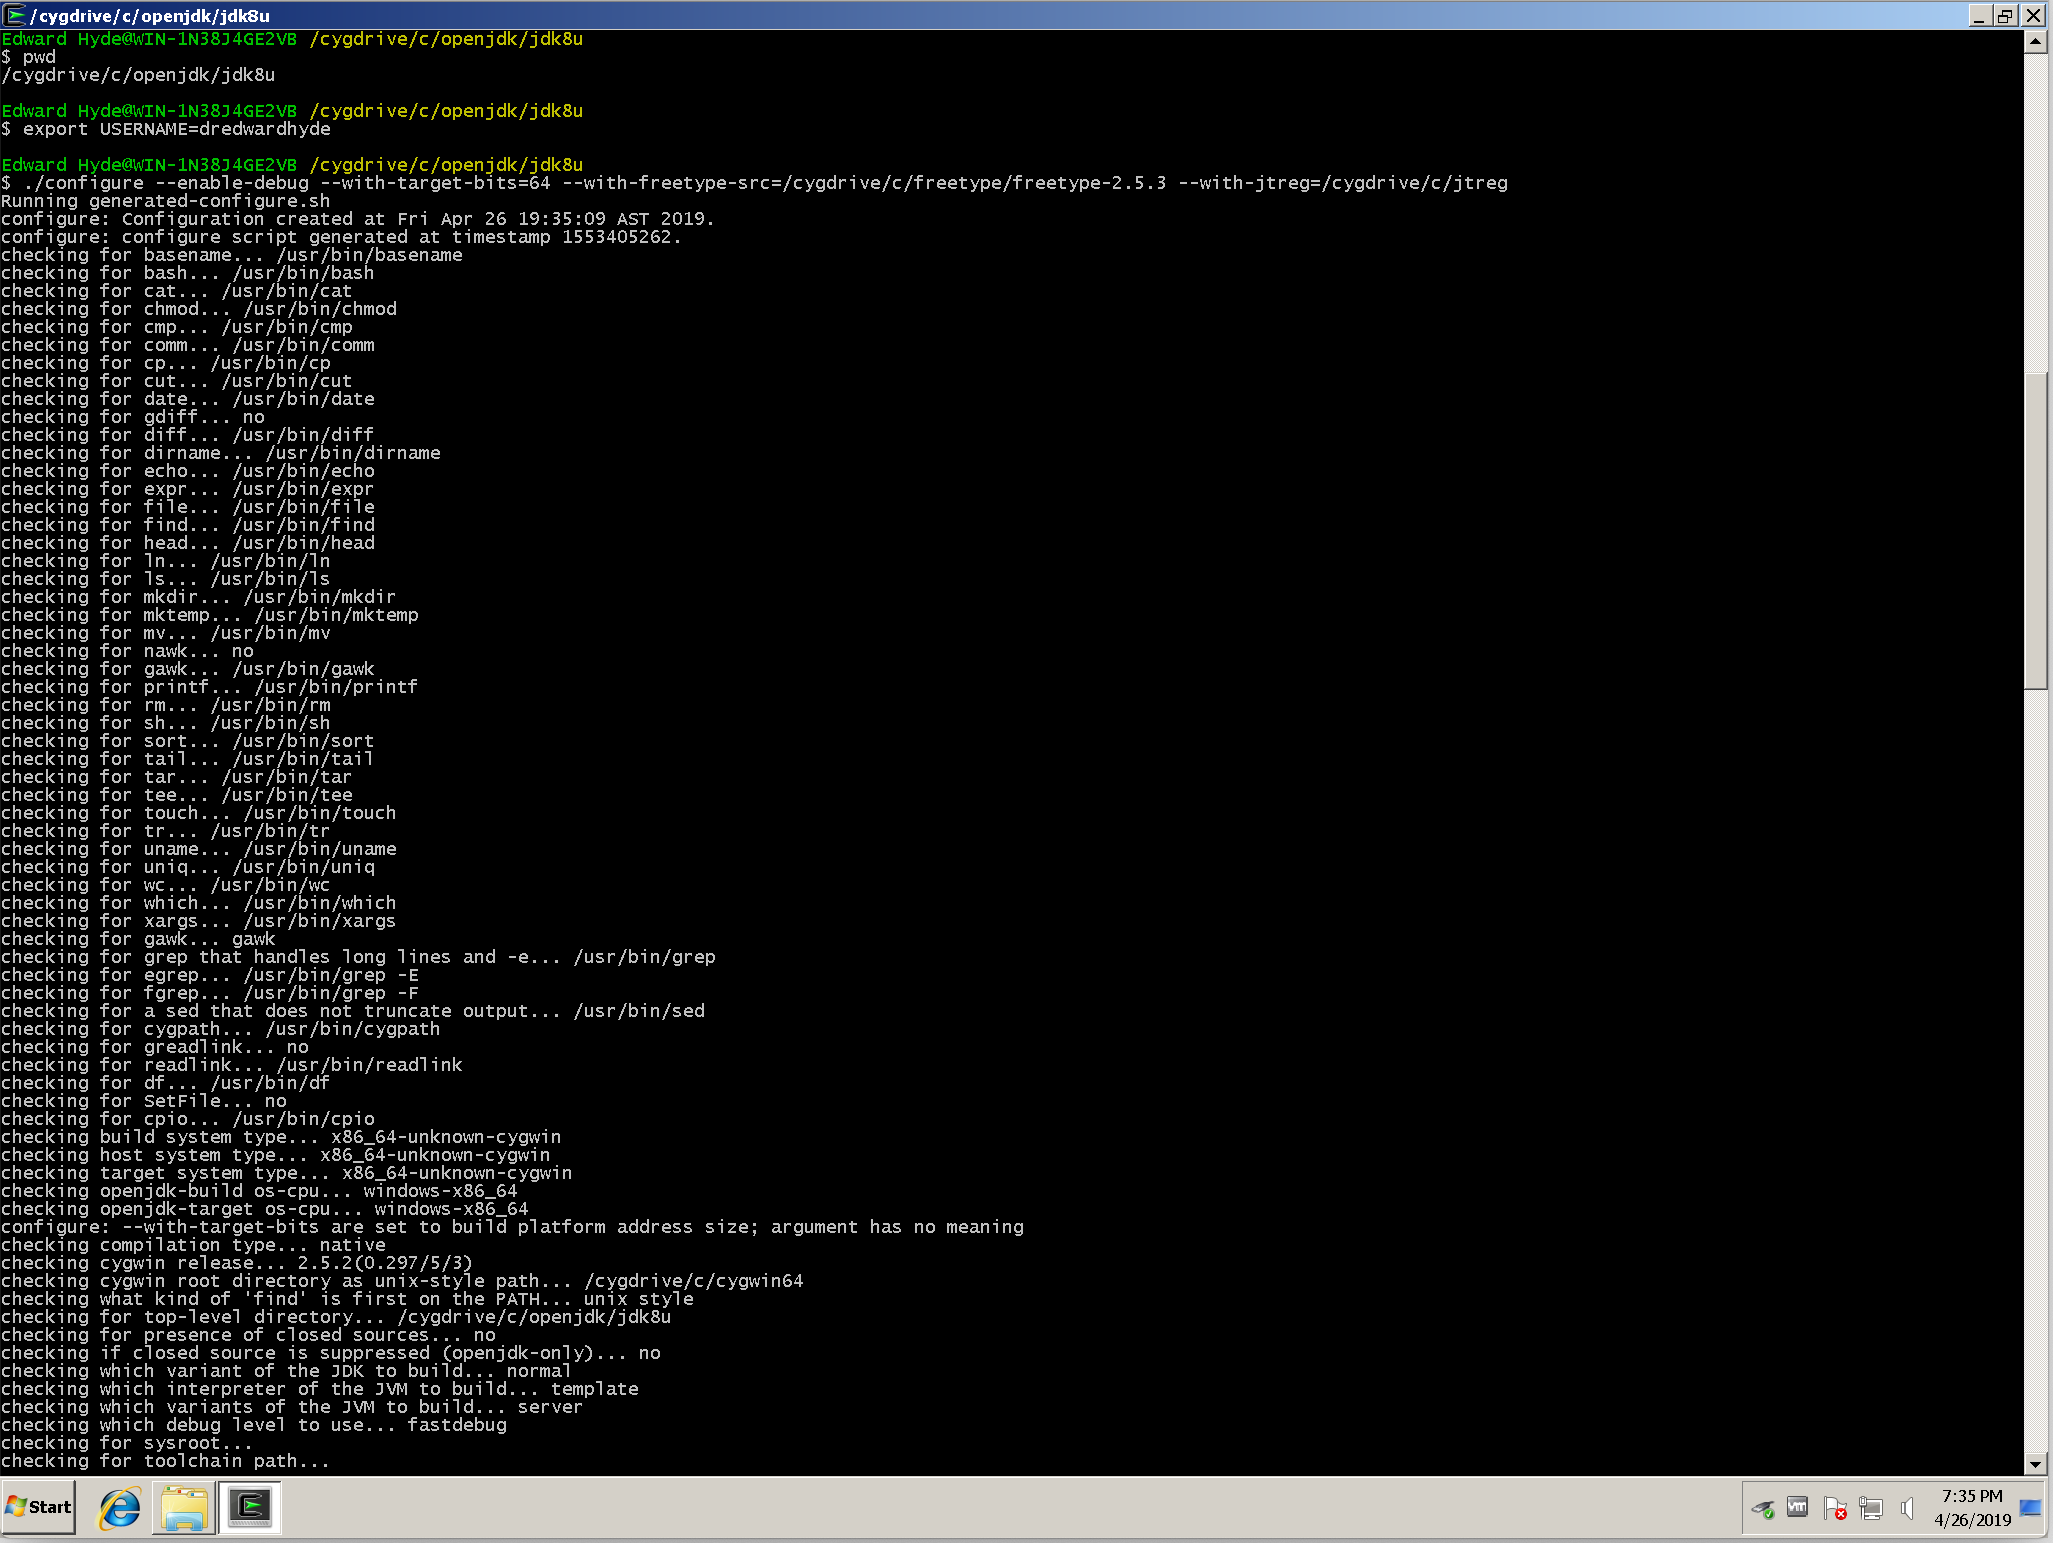 /cygdrive/c/openjdk/jdk8u
Edward Hyde@WIN-1N38J4GE2VB /cygdrive/c/openjdk/jdk8u
$ pwd
/cygdrive/c/openjdk/jdk8u
Edward Hyde@WIN-1N38J4GE2VB /cygdrive/c/openjdk/jdk8u
$ export USERNAME=dredwardhyde
Edward Hyde@WIN-1N38J4GE2VB /cygdrive/c/openjdk/jdk8u
$ ./configure --enable-debug --with-target-bits=64 --with-freetype-src=/cygdrive/c/freetype/freetype-2.5.3 --with-jtreg=/cygdrive/c/jtreg
Running generated-configure.sh
configure: Configuration created at Fri Apr 26 19:35:09 AST 2019.
configure: configure script generated at timestamp 1553405262.
checking for basename... /usr/bin/basename
checking for bash... /usr/bin/bash
checking for cat... /usr/bin/cat
checking for chmod... /usr/bin/chmod
checking for cmp... /usr/bin/cmp
checking for comm... /usr/bin/comm
checking for cp... /usr/bin/cp
checking for cut... /usr/bin/cut
checking for date... /usr/bin/date
checking for gdiff... no
checking for diff... /usr/bin/diff
checking for dirname... /usr/bin/dirname
checking for echo... /usr/bin/echo
checking for expr... /usr/bin/expr
checking for file... /usr/bin/file
checking for find... /usr/bin/find
checking for head... /usr/bin/head
checking for ln... /usr/bin/ln
checking for ls... /usr/bin/ls
checking for mkdir... /usr/bin/mkdir
checking for mktemp... /usr/bin/mktemp
checking for mv... /usr/bin/mv
checking for nawk... no
checking for gawk... /usr/bin/gawk
checking for printf... /usr/bin/printf
checking for rm... /usr/bin/rm
checking for sh... /usr/bin/sh
checking for sort... /usr/bin/sort
checking for tail... /usr/bin/tail
checking for tar... /usr/bin/tar
checking for tee... /usr/bin/tee
checking for touch... /usr/bin/touch
checking for tr... /usr/bin/tr
checking for uname... /usr/bin/uname
checking for uniq... /usr/bin/uniq
checking for wc... /usr/bin/wc
checking for which... /usr/bin/which
checking for xargs... /usr/bin/xargs
checking for gawk... gawk
checking for grep that handles long lines and -e... /usr/bin/grep
checking for egrep... /usr/bin/grep -E
checking for fgrep... /usr/bin/grep -F
checking for a sed that does not truncate output... /usr/bin/sed
checking for cygpath... /usr/bin/cygpath
checking for greadlink... no
checking for readlink... /usr/bin/readlink
checking for df... /usr/bin/df
checking for SetFile... no
checking for cpio... /usr/bin/cpio
checking build system type... x86_64-unknown-cygwin
checking host system type... x86_64-unknown-cygwin
checking target system type... x86_64-unknown-cygwin
checking openjdk-build os-cpu... windows-x86_64
checking openjdk-target os-cpu... windows-x86_64
configure: --with-target-bits are set to build platform address size; argument has no meaning
checking compilation type... native
checking cygwin release... 2.5.2(0.297/5/3)
checking cygwin root directory as unix-style path... /cygdrive/c/cygwin64
checking what kind of 'find' is first on the PATH... unix style
checking for top-level directory... /cygdrive/c/openjdk/jdk8u
checking for presence of closed sources... no
checking if closed source is suppressed (openjdk-only)... no
checking which variant of the JDK to build... normal
checking which interpreter of the JVM to build... template
checking which variants of the JVM to build... server
checking which debug level to use... fastdebug
checking for sysroot...
checking for toolchain path...
Start
vm
7:35 PM
4/26/2019